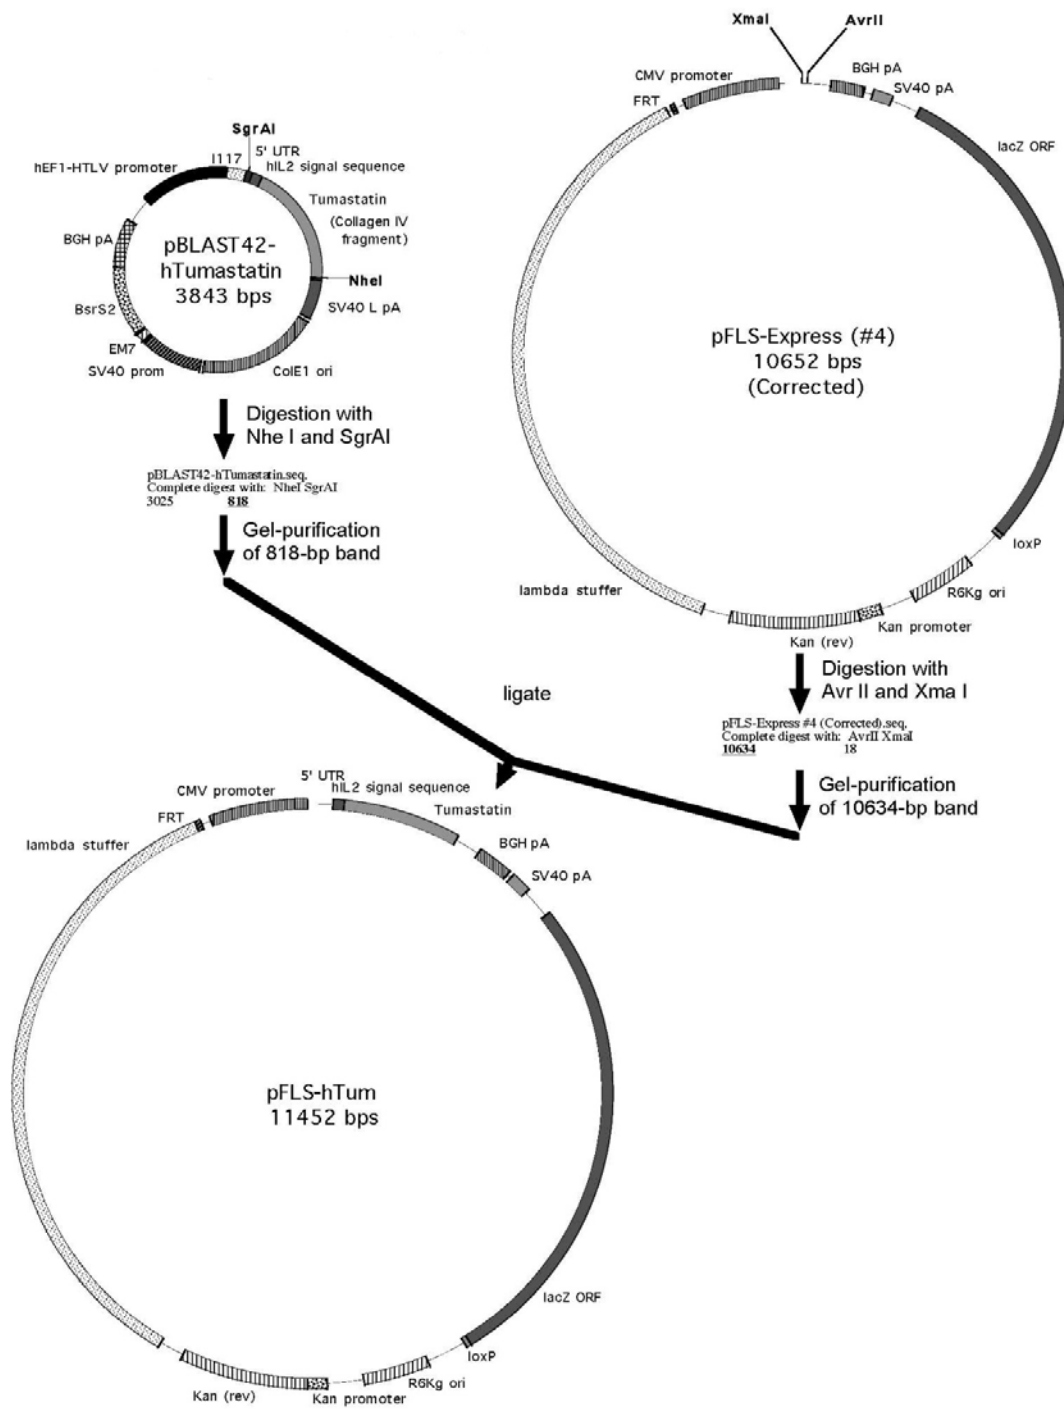 XmaI
AvrII
CMV promoter
BGH pA
SV40 pA
FRT
lacZ ORF
SgrAI
I117
5' UTR
hEF1-HTLV promoter
hIL2 signal sequence
Tumastatin
(Collagen IV
fragment)
BGH pA
pBLAST42-
hTumastatin
3843 bps
NheI
BsrS2
SV40 L pA
EM7
SV40 prom
ColE1 ori
pFLS-Express (#4)
10652 bps
(Corrected)
Digestion with
Nhe I and SgrAI
pBLAST42-hTumastatin.seq,
Complete digest with: NheI SgrAI
3025 818
Gel-purification
of 818-bp band
loxP
R6Kg ori
lambda stuffer
Kan promoter
Kan (rev)
Digestion with
Avr II and Xma I
ligate
pFLS-Express #4 (Corrected).seq,
Complete digest with: AvrII XmaI
10634 18
Gel-purification
of 10634-bp band
5' UTR
hIL2 signal sequence
CMV promoter
Tumastatin
FRT
lambda stuffer
BGH pA
SV40 pA
pFLS-hTum
11452 bps
lacZ ORF
loxP
R6Kg ori
Kan (rev)
Kan promoter